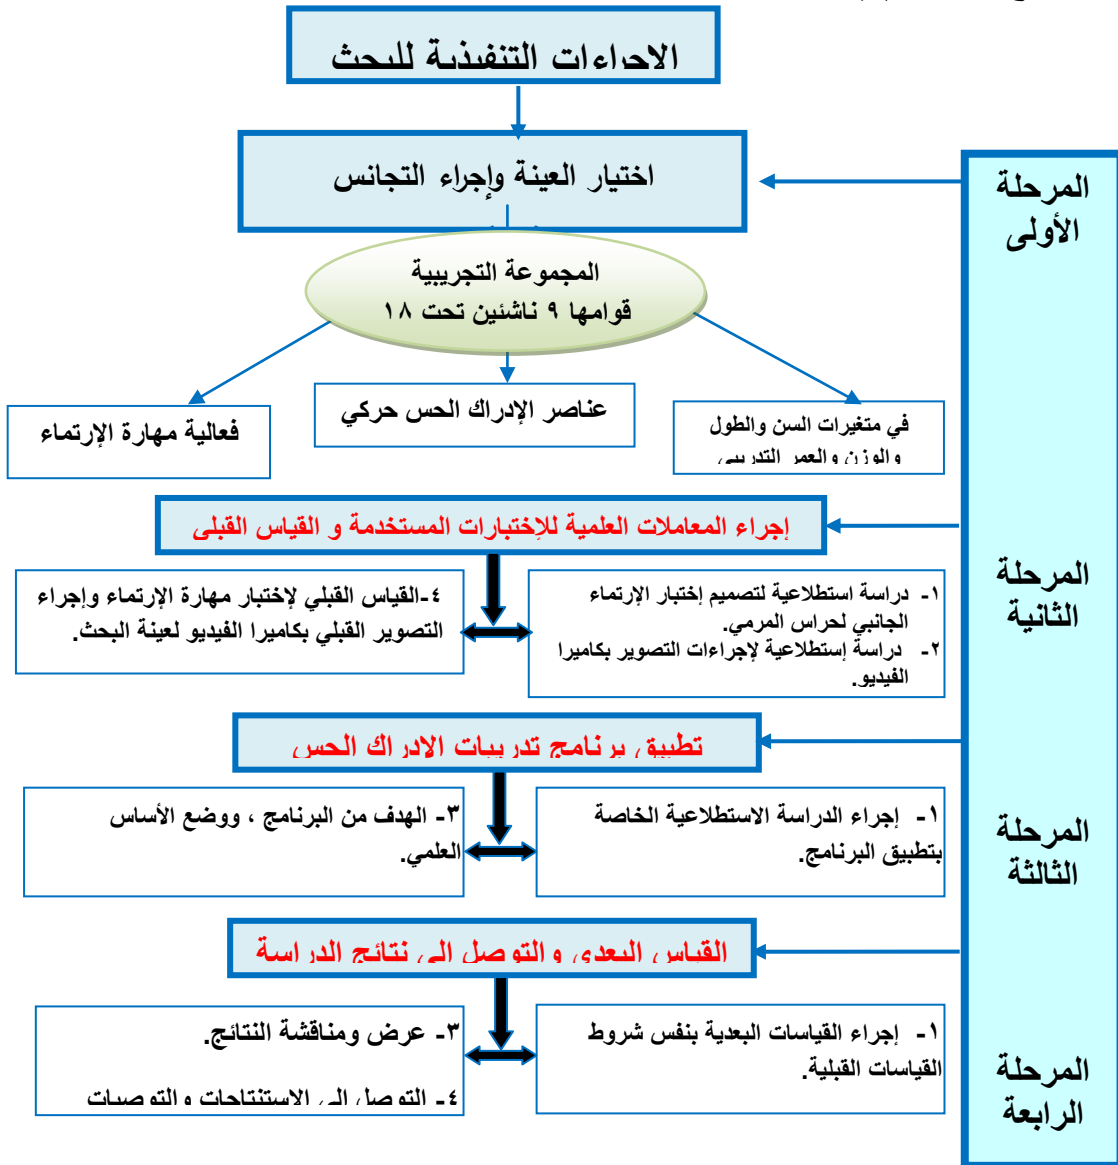 الاجراءات التنفيذية للبحث
اختيار العينة وإجراء التجانس
المرحلة
الأولى
المجموعة التجريبية
قوامها ٩ ناشئين تحت ١٨
في متغيرات السن والطول
والوزن والعمر التدريبي
عناصر الإدراك الحس حركي
فعالية مهارة الإرتماء
إجراء المعاملات العلمية للإختبارات المستخدمة و القياس القبلى
المرحلة
الثانية
١- دراسة استطلاعية لتصميم إختبار الإرتماء
الجانبي لحراس المرمي.
٢- دراسة إستطلاعية لإجراءات التصوير بكاميرا
الفيديو.
٤-القياس القبلي لإختبار مهارة الإرتماء وإجراء
التصوير القبلي بكاميرا الفيديو لعينة البحث.
تطبيق برنامج تدريبات الادراك الحس
المرحلة
الثالثة
١- إجراء الدراسة الاستطلاعية الخاصة
بتطبيق البرنامج.
٣- الهدف من البرنامج ، ووضع الأساس
العلمي.
القياس البعدى والتوصل الى نتائج الدراسة
المرحلة
الرابعة
١- إجراء القياسات البعدية بنفس شروط
القياسات القبلية.
٣- عرض ومناقشة النتائج.
٤- التوصل الى الاستنتاجات والتوصيات